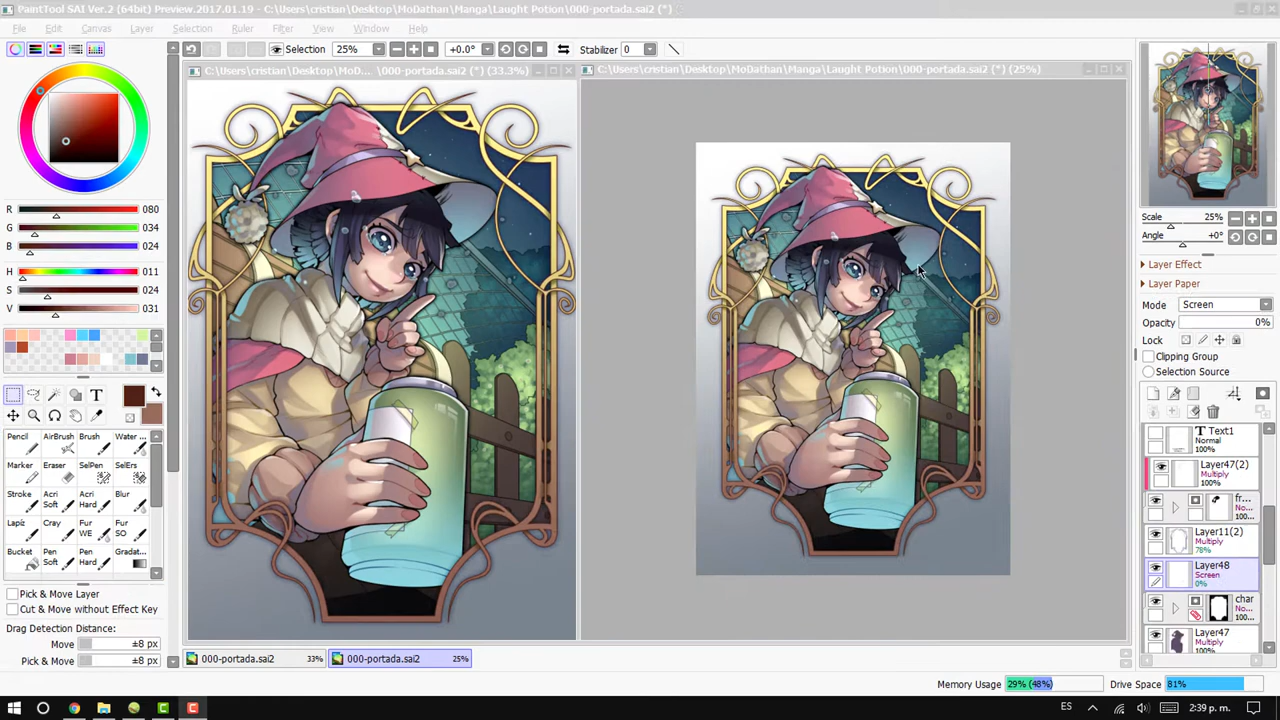 PaintTool SAI Ver.2 (64bit) Preview.2017.01.19 - C:\Users\cristian\Desktop\MoDathan\Manga\Laught Potion\000-portada.sai2 (*)
File Edit Canvas Layer Selection Ruler Filter View Window Help
Selection 25% +0.0° Stabilizer 0
C:\Users\cristian\Desktop\MoD... \000-portada.sai2 (*) (33.3%)
C:\Users\cristian\Desktop\MoDathan\Manga\Laught Potion\000-portada.sai2 (*) (25%)
R 080
G 034
B 024
H 011
S 024
V 031
T
Pencil AirBrush Brush Water ...
Marker Eraser SelPen SelErs
Stroke Acri Soft Acri Hard Blur
Lapiz Cray Fur WE Fur SO
Bucket Pen Soft Pen Hard Gradat...
Pick & Move Layer
Cut & Move without Effect Key
Drag Detection Distance:
Move ±8 px
Pick & Move ±8 px
000-portada.sai2 33%
000-portada.sai2 25%
Scale 25%
Angle +0°
Layer Effect
Layer Paper
Mode Screen
Opacity 0%
Lock
Clipping Group
Selection Source
T Text1
Normal
100%
Layer47(2)
Multiply
100%
fr...
No...
100...
Layer11(2)
Multiply
78%
Layer48
Screen
0%
char
No...
100...
Layer47
Multiply
100%
Memory Usage 29% (48%) Drive Space 81%
ES 2:39 p. m.